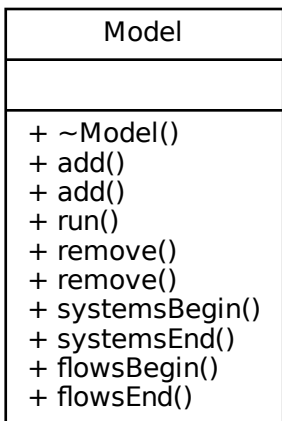 Model
+ ~Model()
+ add()
+ add()
+ run()
+ remove()
+ remove()
+ systemsBegin()
+ systemsEnd()
+ flowsBegin()
+ flowsEnd()